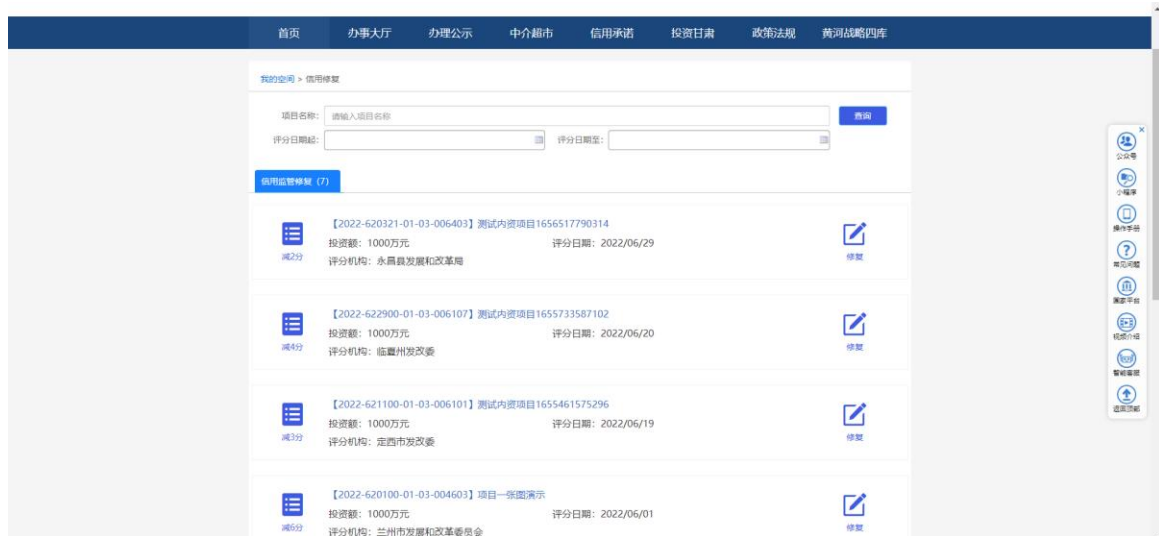 首页 办事大厅 办理公示 中介超市 信用承诺 投资甘肃 政策法规 黄河战略四库
我的空间 > 信用修复
项目名称: 请输入项目名称 查询
评分日期起: 评分日期至:
信用监管修复 (7)
【2022-620321-01-03-006403】测试内资项目1656517790314
投资额: 1000万元 评分日期: 2022/06/29
减2分 评分机构: 永昌县发展和改革局 修复
【2022-622900-01-03-006107】测试内资项目1655733587102
投资额: 1000万元 评分日期: 2022/06/20
减4分 评分机构: 临夏州发改委 修复
【2022-621100-01-03-006101】测试内资项目1655461575296
投资额: 1000万元 评分日期: 2022/06/19
减3分 评分机构: 定西市发改委 修复
【2022-620100-01-03-004603】项目一张图演示
投资额: 1000万元 评分日期: 2022/06/01
减6分 评分机构: 兰州市发展和改革委员会 修复
公众号
小程序
操作手册
常见问题
国家平台
视频介绍
智能客服
返回顶部